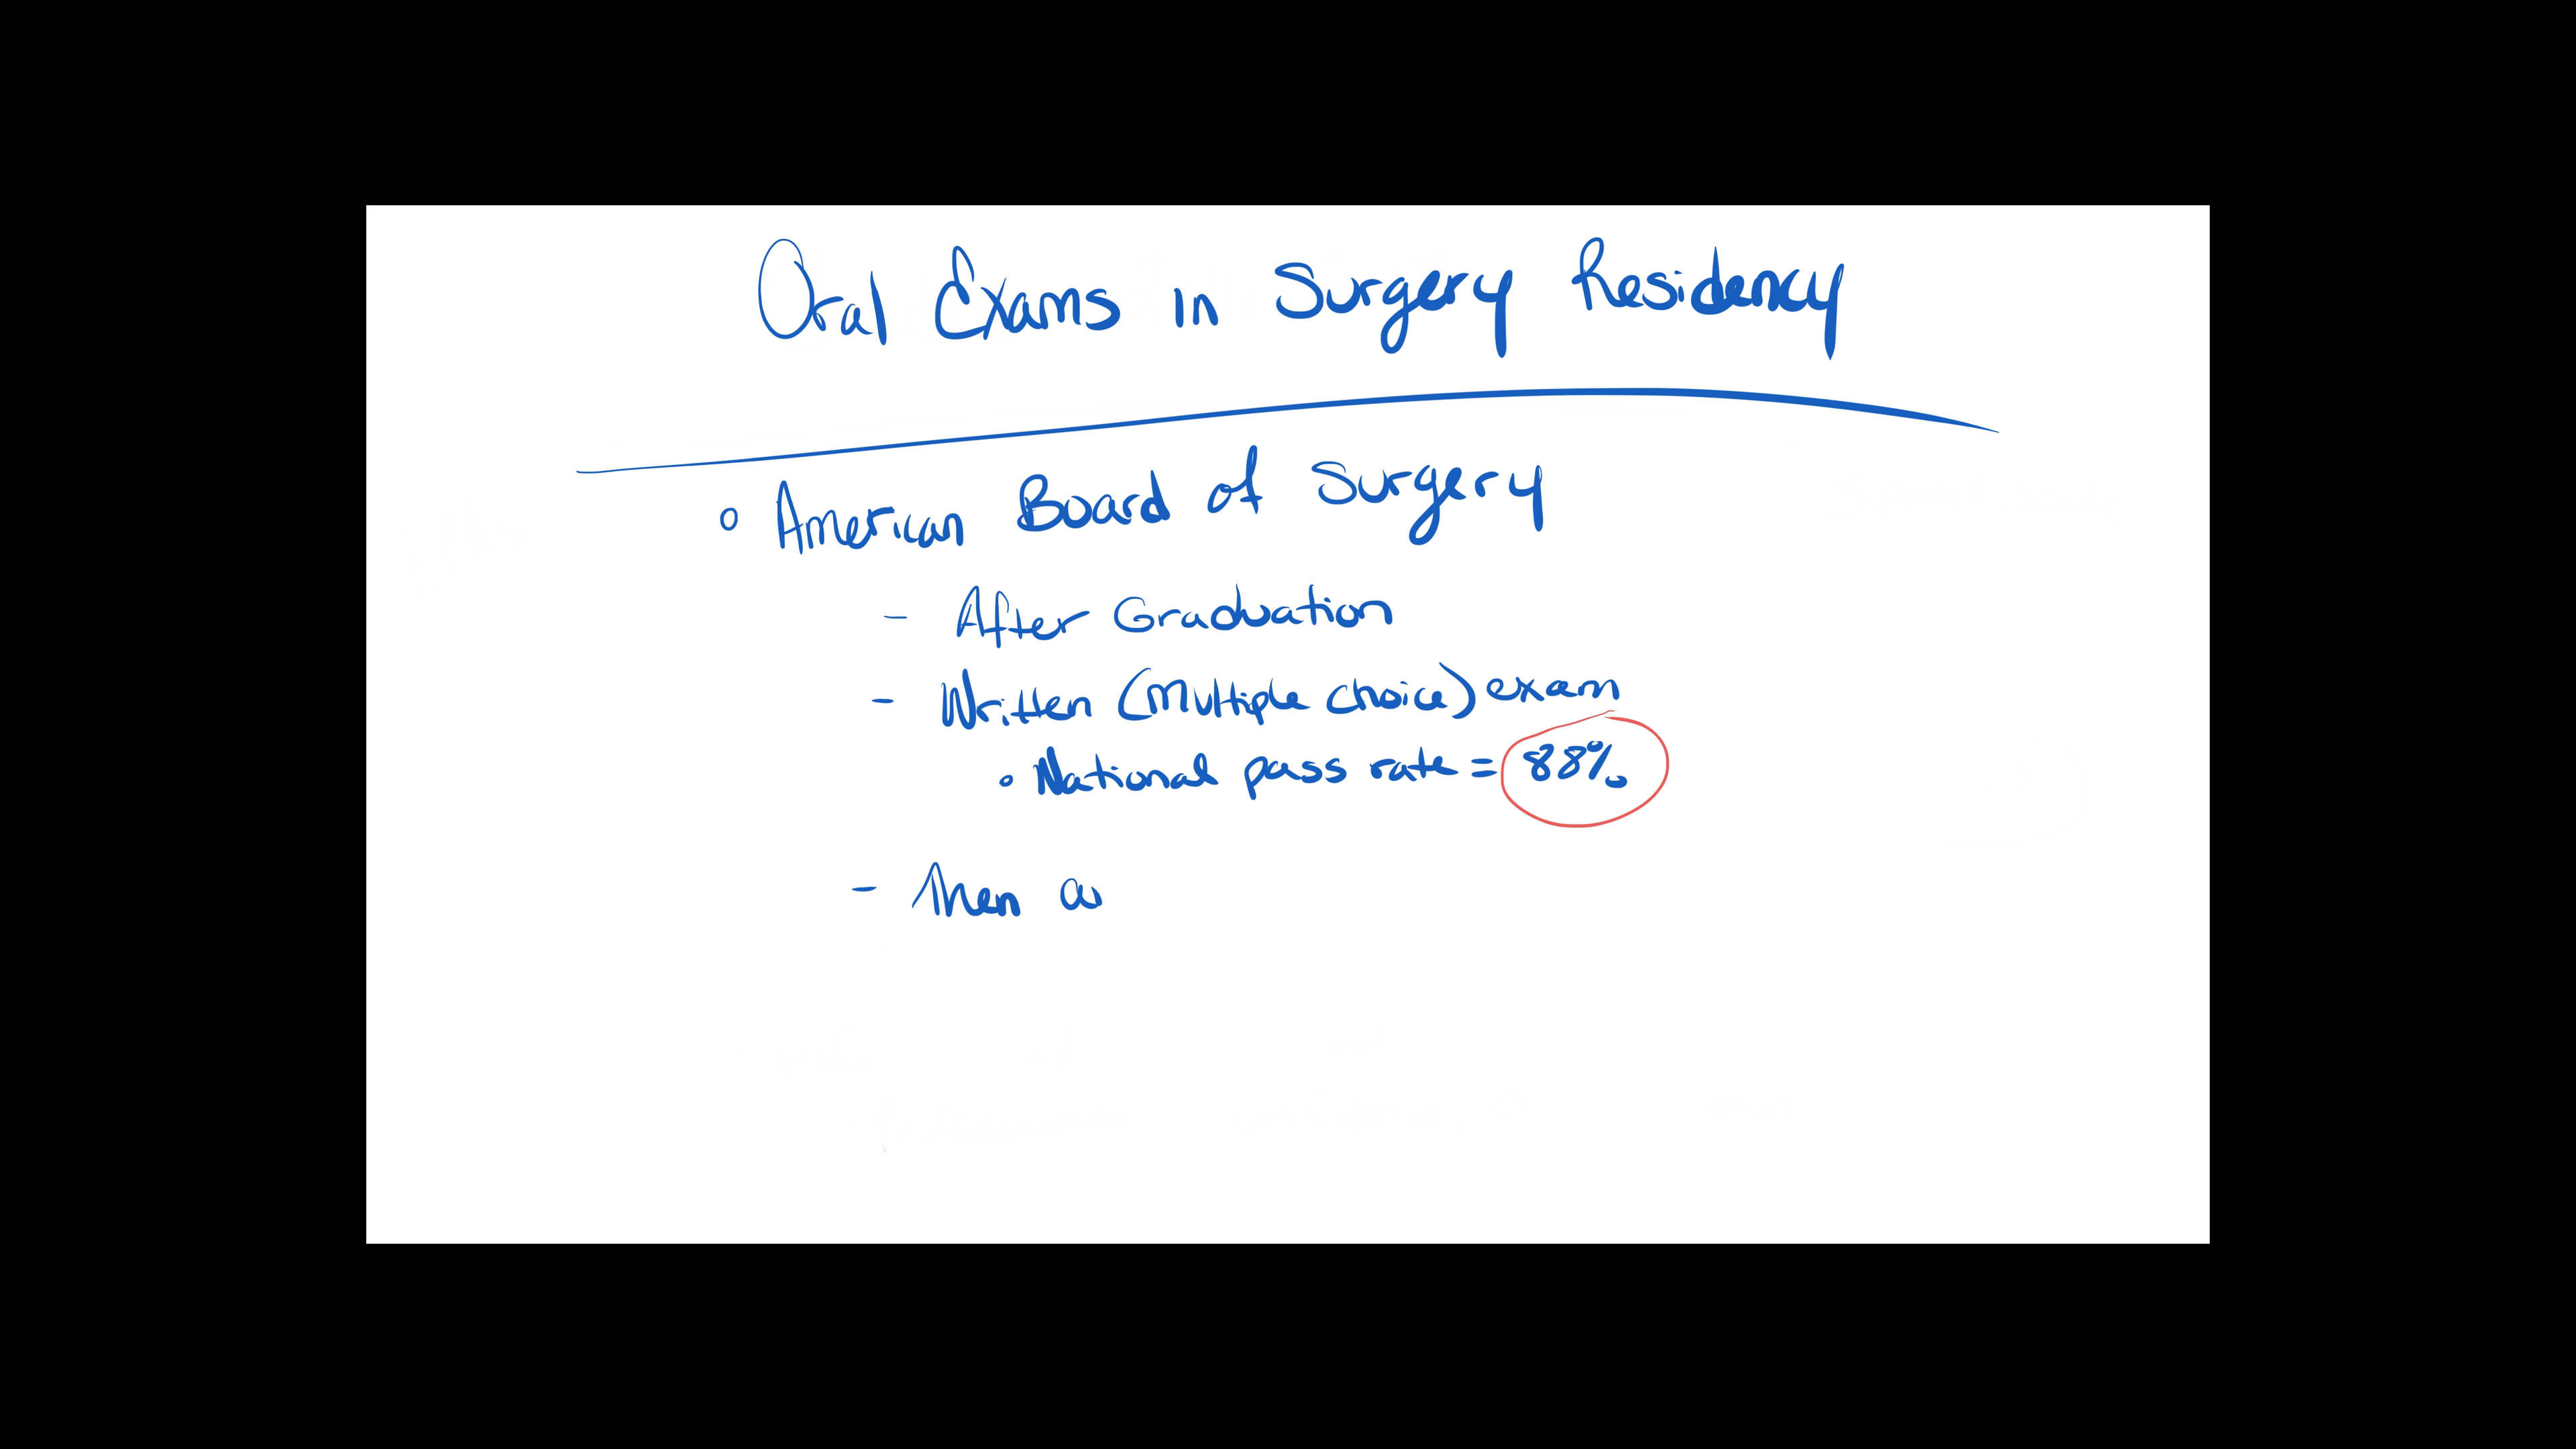 Oral Exams in Surgery Residency
o American Board of Surgery
- After Graduation
- Written (Multiple choice) exam
• National pass rate = 88%
- Then a